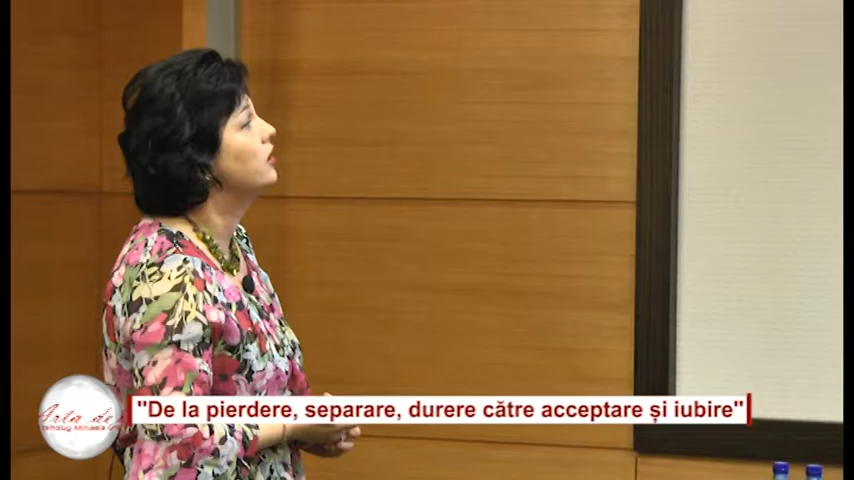 Arta de
"De la pierdere, separare, durere către acceptare și iubire"